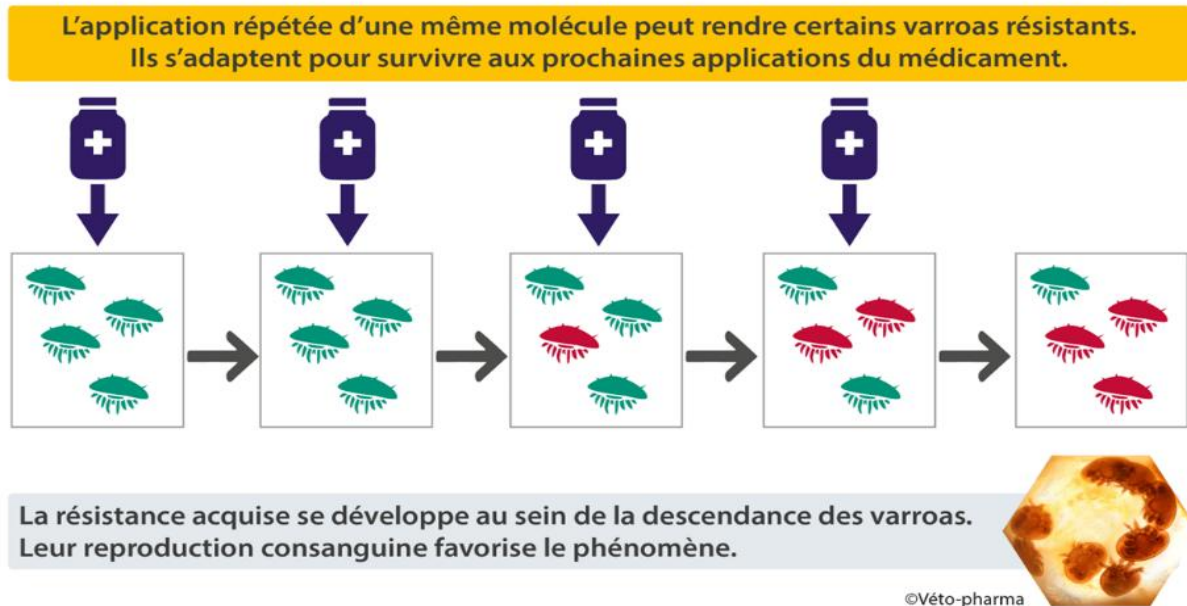 L'application répétée d'une même molécule peut rendre certains varroas résistants.
Ils s'adaptent pour survivre aux prochaines applications du médicament.
La résistance acquise se développe au sein de la descendance des varroas.
Leur reproduction consanguine favorise le phénomène.
©Véto-pharma